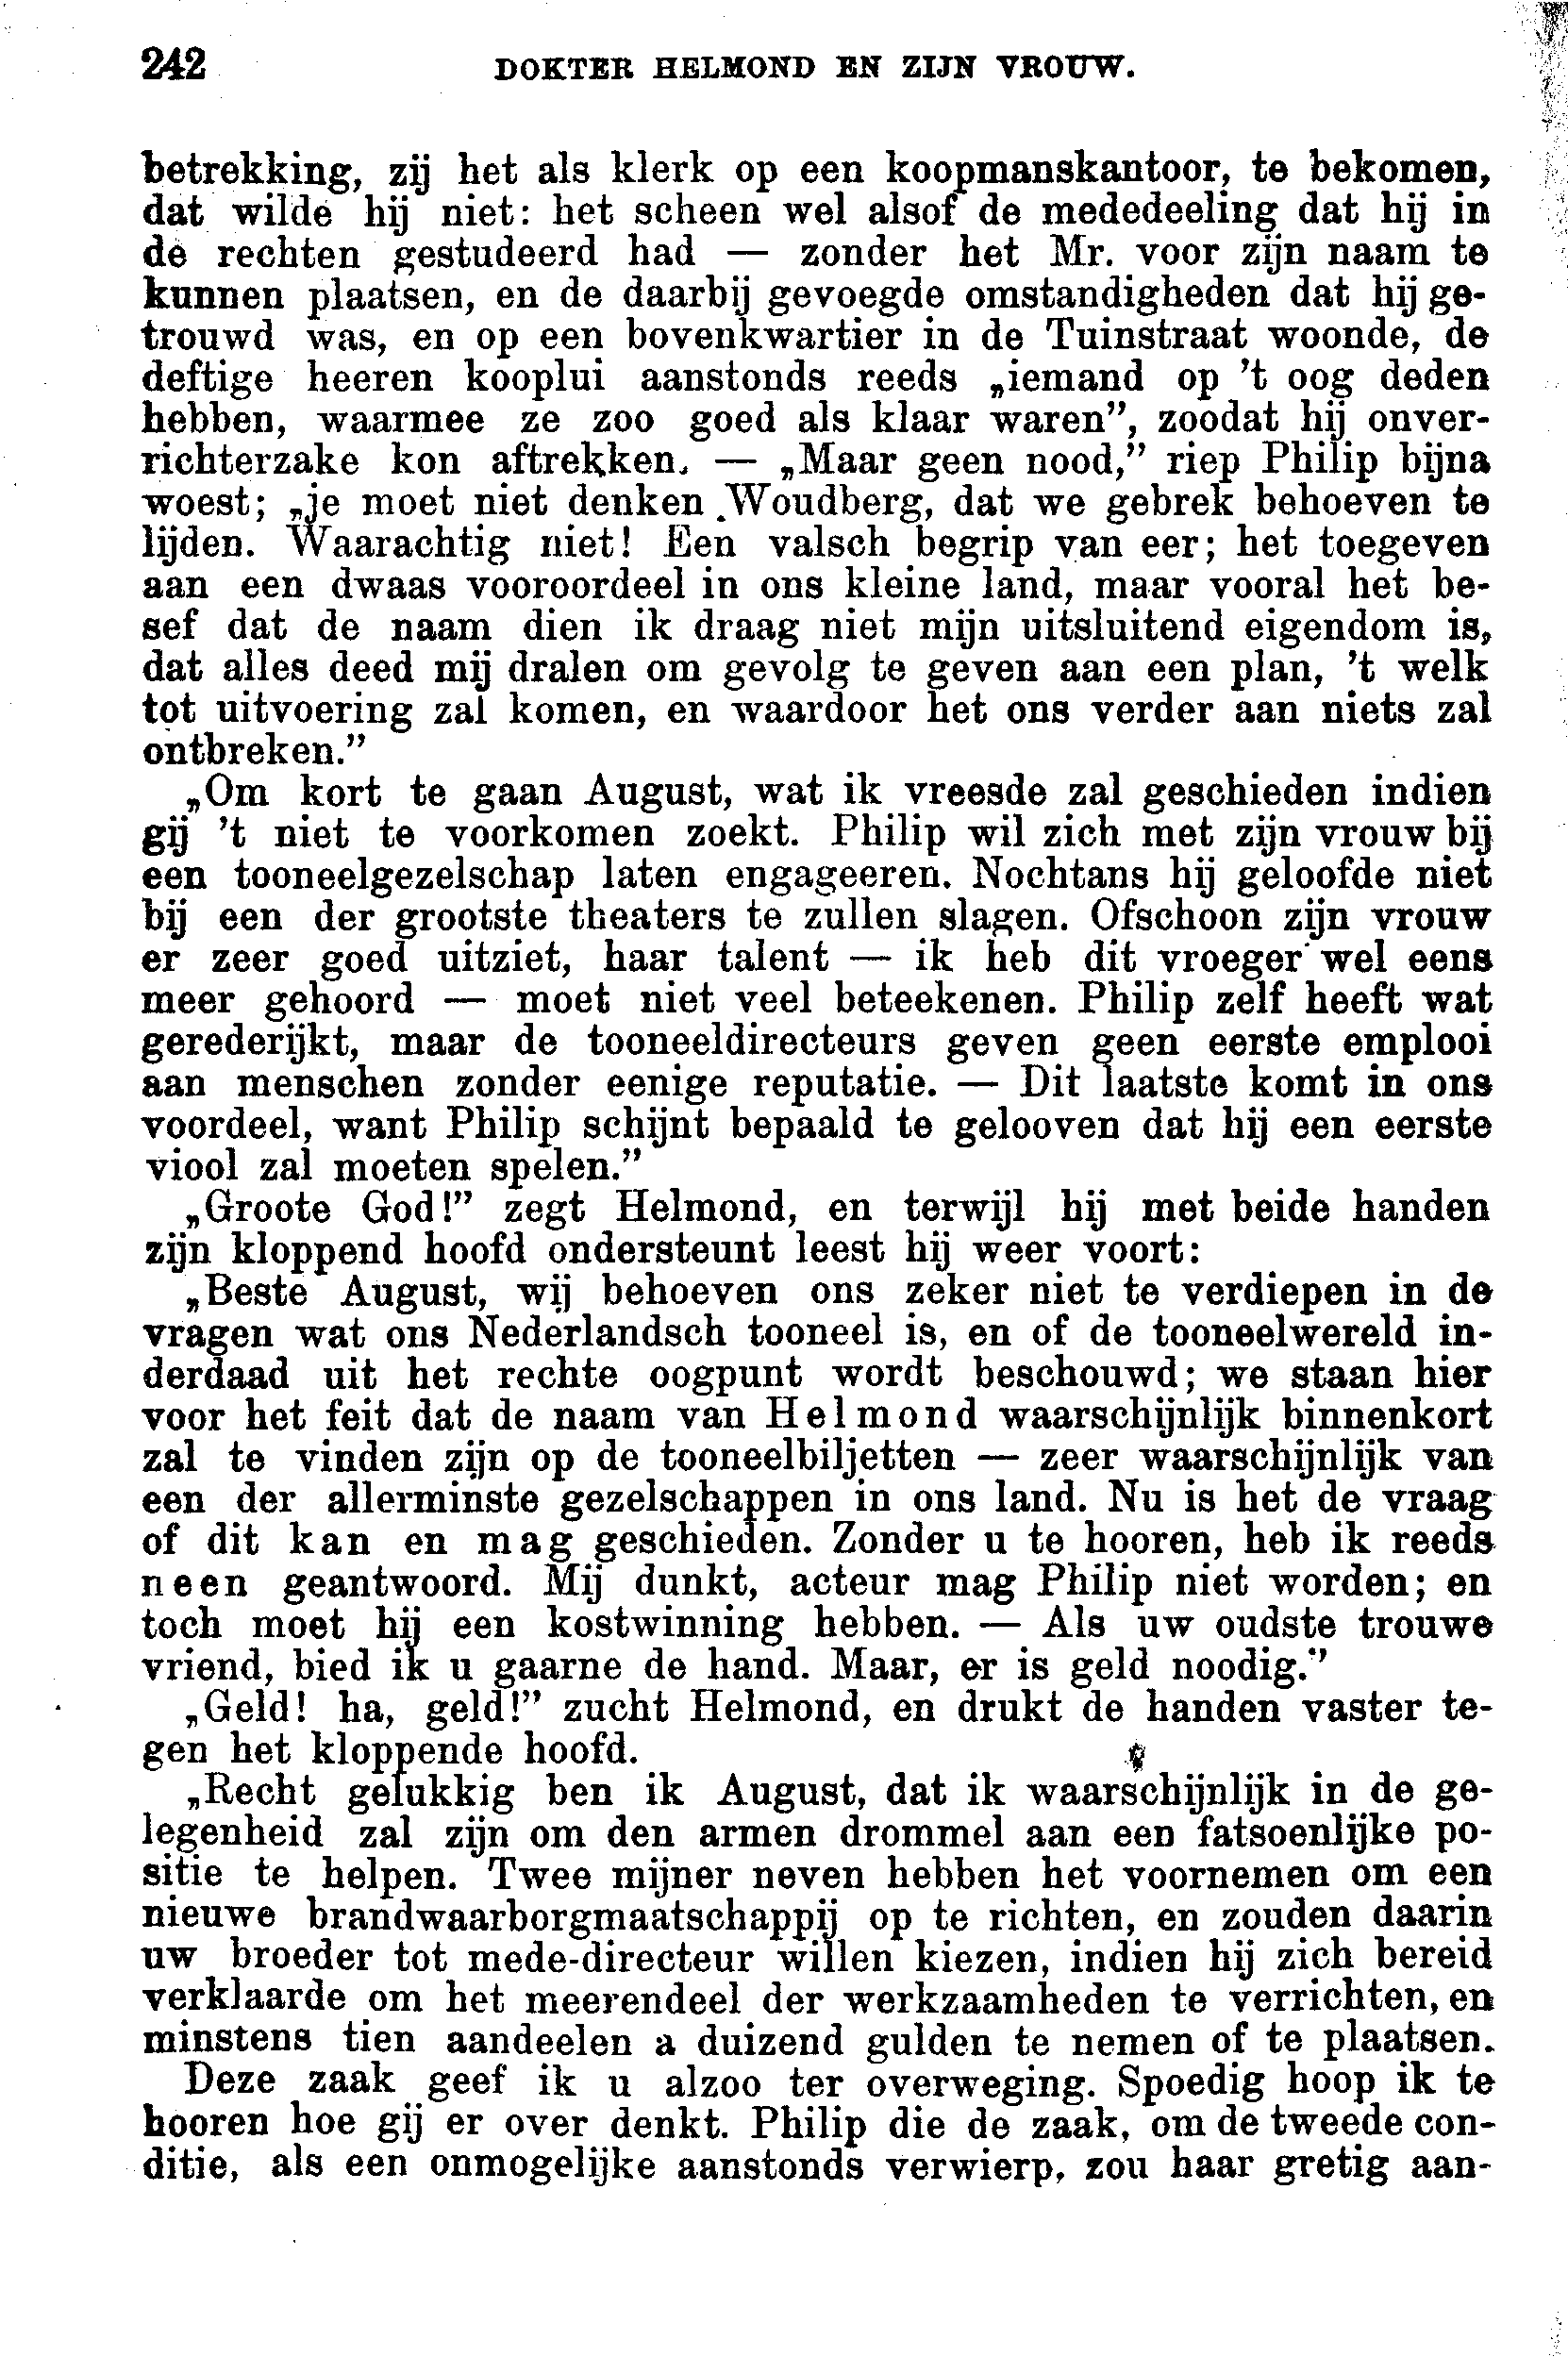 242 DOKTER HELMOND EN ZIJN VROUW.
betrekking, zij het als klerk op een koopmanskantoor, te bekomen,
dat wilde hij niet: het scheen wel alsof de mededeeling dat hij in
de rechten gestudeerd had — zonder het Mr. voor zijn naam te
kunnen plaatsen, en de daarbij gevoegde omstandigheden dat hij ge-
trouwd was, en op een bovenkwartier in de Tuinstraat woonde, de
deftige heeren kooplui aanstonds reeds „iemand op 't oog deden
hebben, waarmee ze zoo goed als klaar waren”, zoodat hij onver-
richterzake kon aftrekken. — „Maar geen nood,” riep Philip bijna
woest; „je moet niet denken Woudberg, dat we gebrek behoeven te
lijden. Waarachtig niet! Een valsch begrip van eer; het toegeven
aan een dwaas vooroordeel in ons kleine land, maar vooral het be-
sef dat de naam dien ik draag niet mijn uitsluitend eigendom is,
dat alles deed mij dralen om gevolg te geven aan een plan, 't welk
tot uitvoering zal komen, en waardoor het ons verder aan niets zal
ontbreken.”
„Om kort te gaan August, wat ik vreesde zal geschieden indien
gij 't niet te voorkomen zoekt. Philip wil zich met zijn vrouw bij
een tooneelgezelschap laten engageeren. Nochtans hij geloofde niet
bij een der grootste theaters te zullen slagen. Ofschoon zijn vrouw
er zeer goed uitziet, haar talent — ik heb dit vroeger wel eens
meer gehoord — moet niet veel beteekenen. Philip zelf heeft wat
gerederijkt, maar de tooneeldirecteurs geven geen eerste emplooi
aan menschen zonder eenige reputatie. — Dit laatste komt in ons
voordeel, want Philip schijnt bepaald te gelooven dat hij een eerste
viool zal moeten spelen.”
„Groote God!” zegt Helmond, en terwijl hij met beide handen
zijn kloppend hoofd ondersteunt leest hij weer voort:
„Beste August, wij behoeven ons zeker niet te verdiepen in de
vragen wat ons Nederlandsch tooneel is, en of de tooneelwereld in-
derdaad uit het rechte oogpunt wordt beschouwd; we staan hier
voor het feit dat de naam van Helmond waarschijnlijk binnenkort
zal te vinden zijn op de tooneelbiljetten — zeer waarschijnlijk van
een der allerminste gezelschappen in ons land. Nu is het de vraag
of dit kan en mag geschieden. Zonder u te hooren, heb ik reeds
neen geantwoord. Mij dunkt, acteur mag Philip niet worden; en
toch moet hij een kostwinning hebben. — Als uw oudste trouwe
vriend, bied ik u gaarne de hand. Maar, er is geld noodig.”
„Geld! ha, geld!” zucht Helmond, en drukt de handen vaster te-
gen het kloppende hoofd.
„Recht gelukkig ben ik August, dat ik waarschijnlijk in de ge-
legenheid zal zijn om den armen drommel aan een fatsoenlijke po-
sitie te helpen. Twee mijner neven hebben het voornemen om een
nieuwe brandwaarborgmaatschappij op te richten, en zouden daarin
uw broeder tot mede-directeur willen kiezen, indien hij zich bereid
verklaarde om het meerendeel der werkzaamheden te verrichten, en
minstens tien aandeelen a duizend gulden te nemen of te plaatsen.
Deze zaak geef ik u alzoo ter overweging. Spoedig hoop ik te
hooren hoe gij er over denkt. Philip die de zaak, om de tweede con-
ditie, als een onmogelijke aanstonds verwierp, zou haar gretig aan-